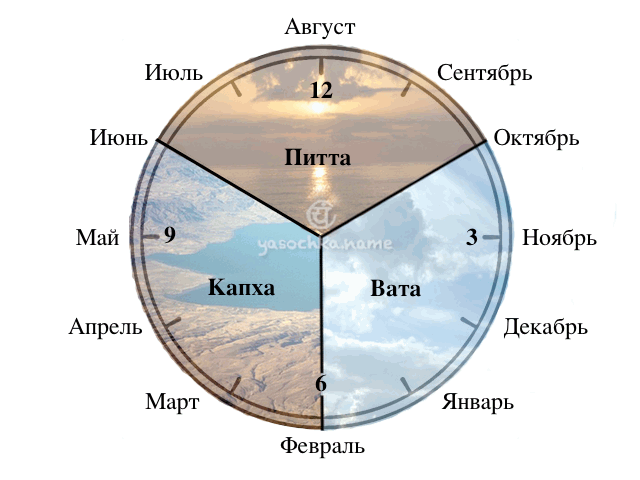 Август
Июль
Сентябрь
12
Июнь
Октябрь
Питта
yasochka.name
Май
9
3
Ноябрь
Капха
Вата
Апрель
Декабрь
6
Март
Январь
Февраль